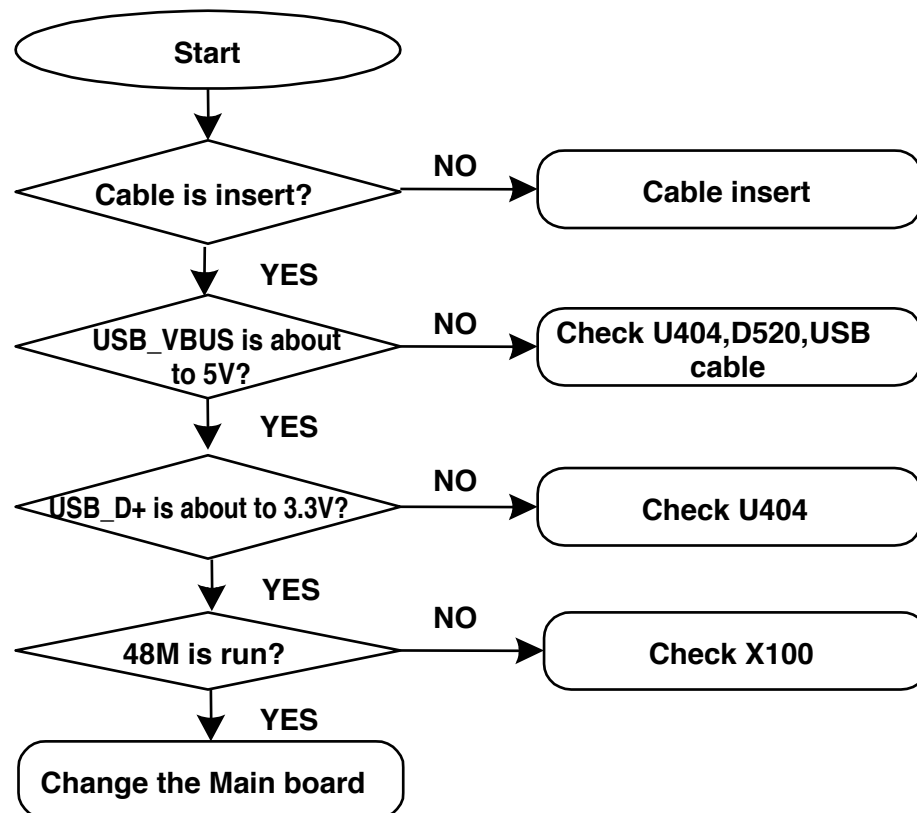 Start
Cable is insert?
NO
Cable insert
YES
USB_VBUS is about
to 5V?
NO
Check U404,D520,USB
cable
YES
USB_D+ is about to 3.3V?
NO
Check U404
YES
48M is run?
NO
Check X100
YES
Change the Main board